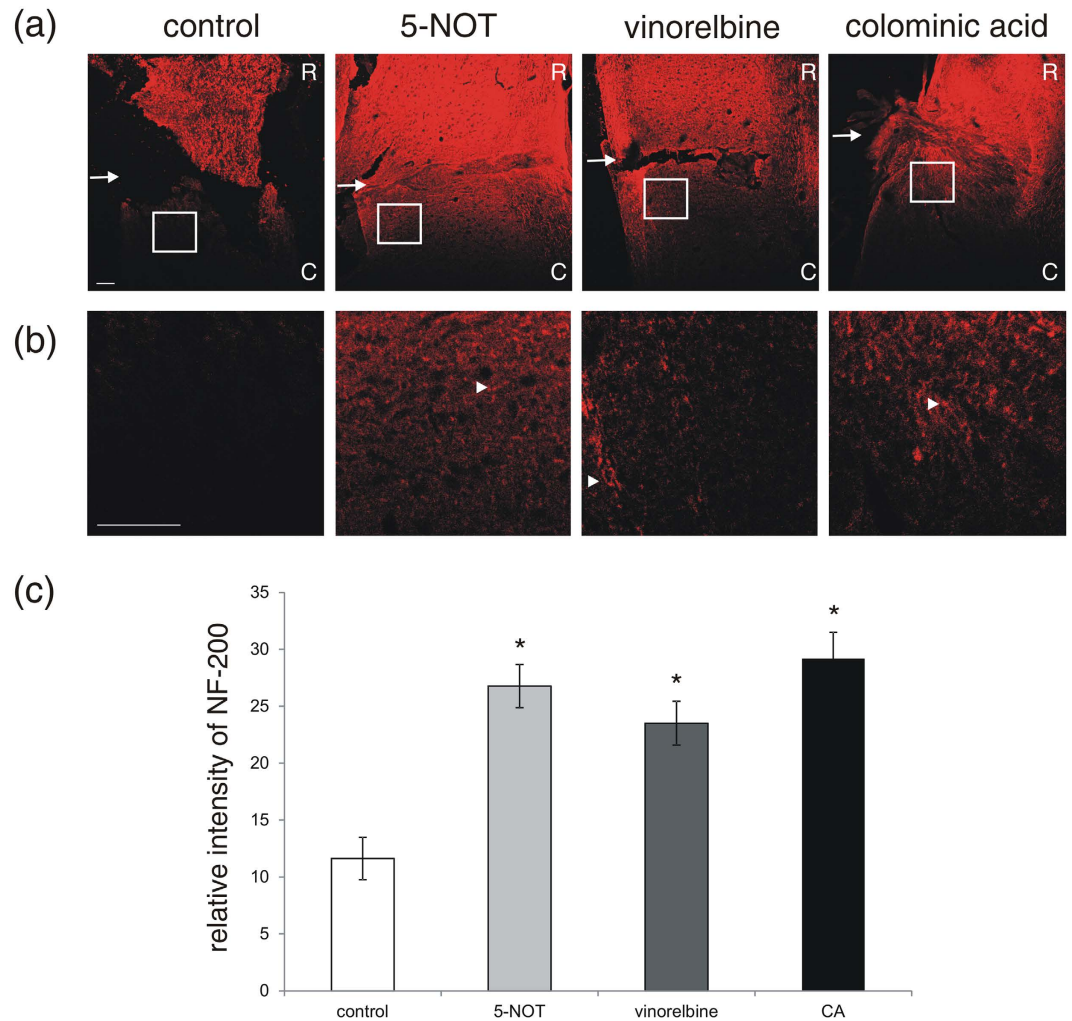 (a)
control 5-NOT vinorelbine colominic acid
R R R R
C C C C
(b)
(c)
relative intensity of NF-200
35
30
25
20
15
10
5
0
* * *
control 5-NOT vinorelbine CA